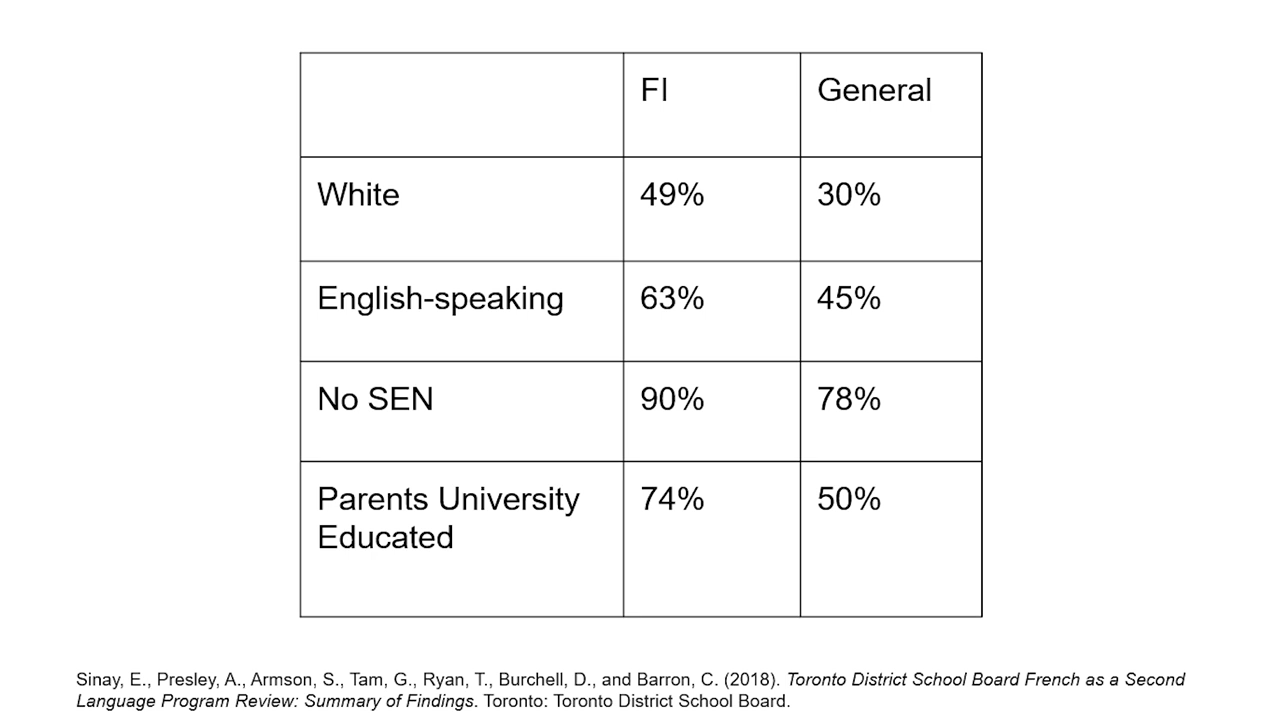 FI General
White 49% 30%
English-speaking 63% 45%
No SEN 90% 78%
Parents University 74% 50%
Educated
Sinay, E., Presley, A., Armson, S., Tam, G., Ryan, T., Burchell, D., and Barron, C. (2018). Toronto District School Board French as a Second
Language Program Review: Summary of Findings. Toronto: Toronto District School Board.